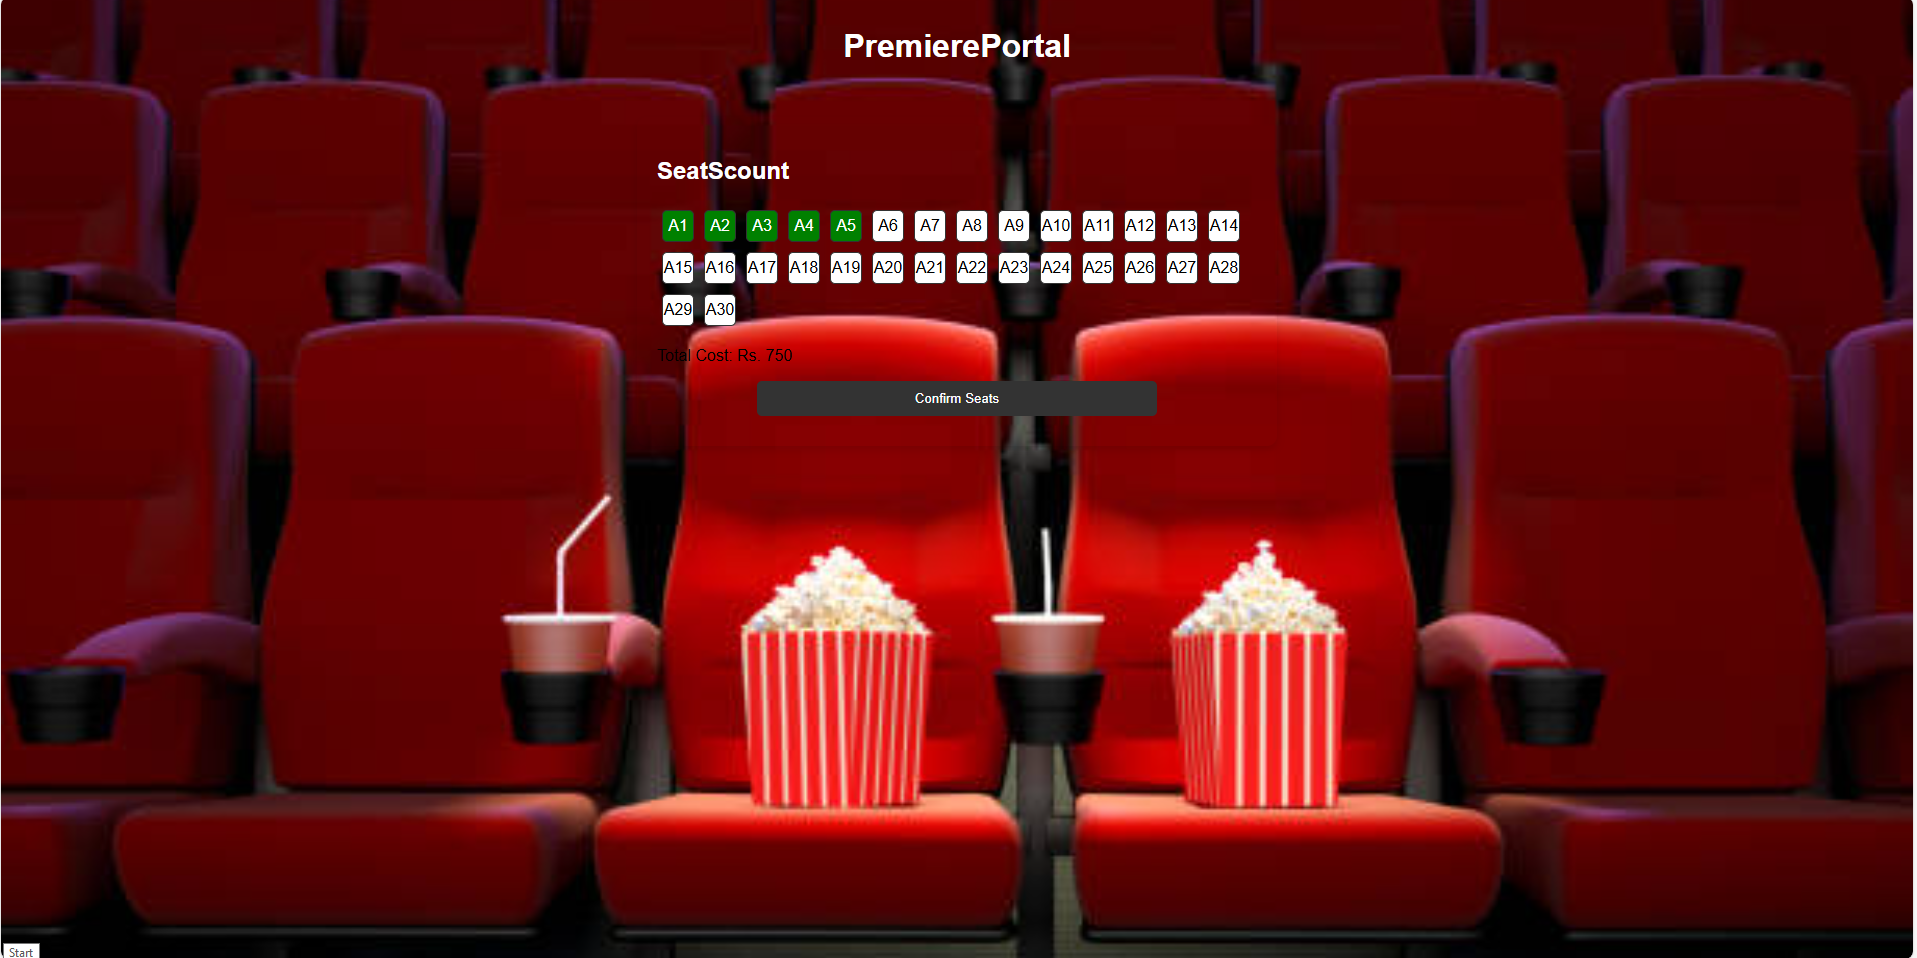 PremierePortal
SeatScount
A1 A2 A3 A4 A5 A6 A7 A8 A9 A10 A11 A12 A13 A14
A15 A16 A17 A18 A19 A20 A21 A22 A23 A24 A25 A26 A27 A28
A29 A30
Total Cost: Rs. 750
Confirm Seats
Start